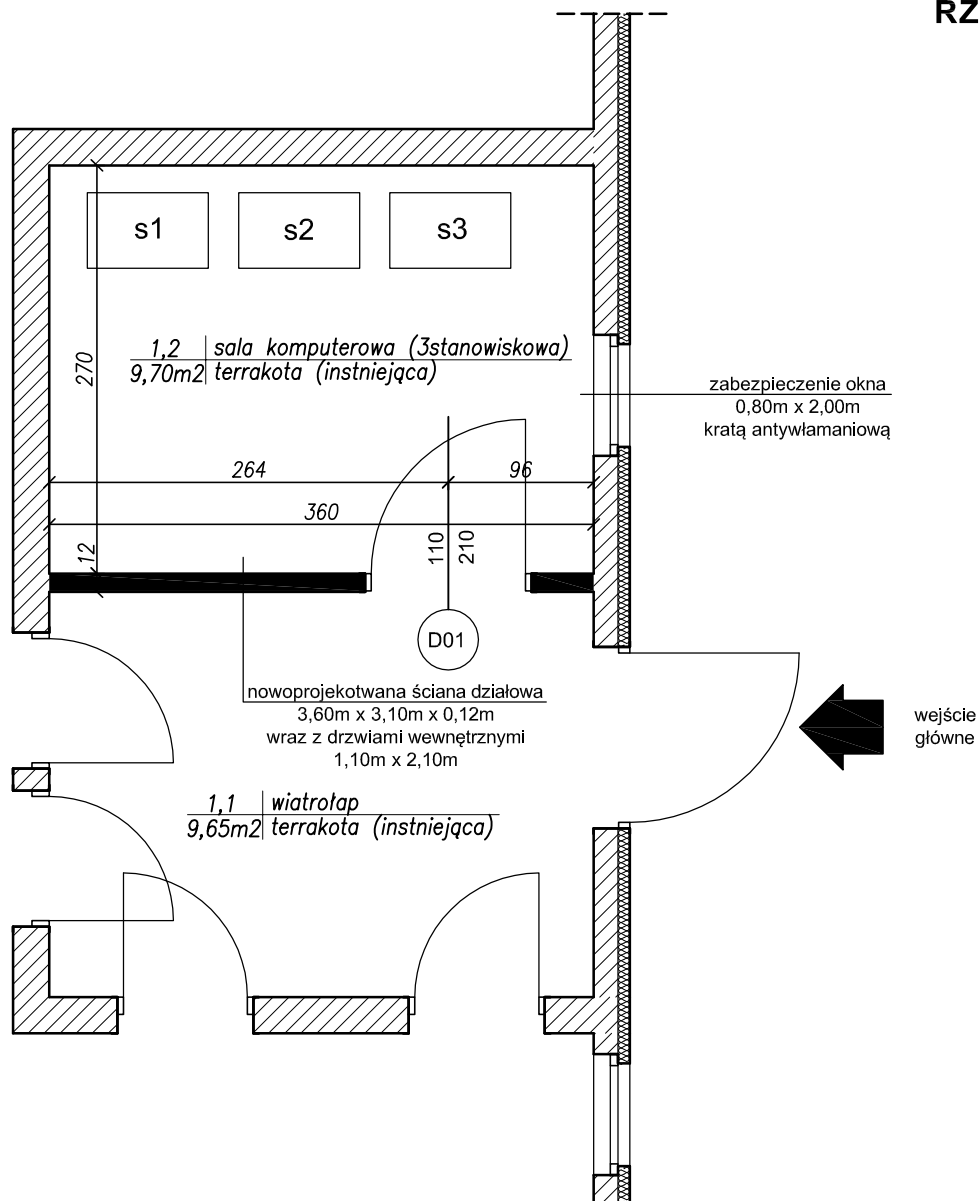 RZ
s1
s2
s3
1,2 sala komputerowa (3stanowiskowa)
9,70m2 terrakota (instniejąca)
270
zabezpieczenie okna
0,80m x 2,00m
kratą antywłamaniową
264
96
360
12
110
210
D01
nowoprojekotwana ściana działowa
3,60m x 3,10m x 0,12m
wraz z drzwiami wewnętrznymi
1,10m x 2,10m
wejście
główne
1,1 wiatrołap
9,65m2 terrakota (instniejąca)